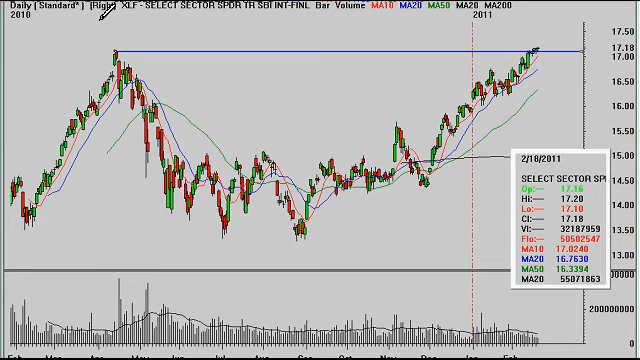 Daily [Standard*] (Right) XLF - SELECT SECTOR SPDR TR SBI INT-FINL Bar Volume MA10 MA20 MA50 MA20 MA200
2010 2011
17.50
17.18
16.50
16.00
15.50
15.00
14.50
14.00
13.50
13.00
2/18/2011
SELECT SECTOR SP
Op:--- 17.16
Hi:--- 17.20
Lo:--- 17.10
Cl:--- 17.18
Vl:--- 32187959
Flo:--- 50502547
MA10 17.0240
MA20 16.7630
MA50 16.3394
MA20 55071863
200000000
0
Feb Mar Apr May Jun Jul Aug Sep Oct Nov Dec Feb